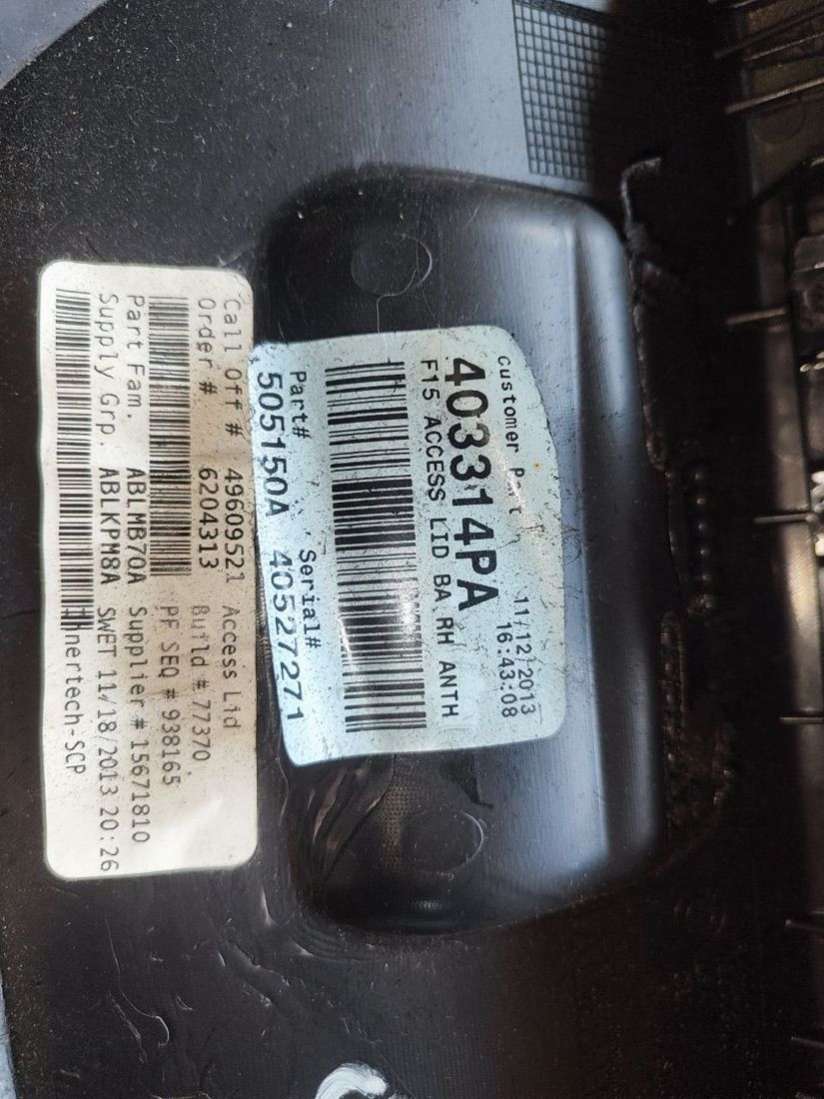 Customer Part 11/12/2013
16:43:08
403314PA
F15 ACCESS LID BA RH ANTH
Part# Serial#
505150A 40527271
Call Off # 49609521 Access Lid
Order # 6204313 Build # 77370
PF SEQ # 938165
Part Fam. ABLMB70A Supplier # 15671810
Supply Grp. ABLKPM8A SWET 11/18/2013 20:26
Innertech-SCP